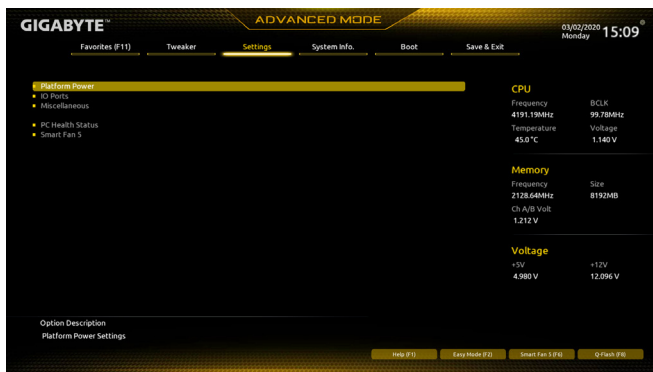 GIGABYTE™
ADVANCED MODE
03/02/2020
Monday
15:09
Favorites (F11) Tweaker Settings System Info. Boot Save & Exit
Platform Power
IO Ports
Miscellaneous
PC Health Status
Smart Fan 5
CPU
Frequency BCLK
4191.19MHz 99.78MHz
Temperature Voltage
45.0 °C 1.140 V
Memory
Frequency Size
2128.64MHz 8192MB
Ch A/B Volt
1.212 V
Voltage
+5V +12V
4.980 V 12.096 V
Option Description
Platform Power Settings
Help (F1) Easy Mode (F2) Smart Fan 5 (F6) Q-Flash (F8)